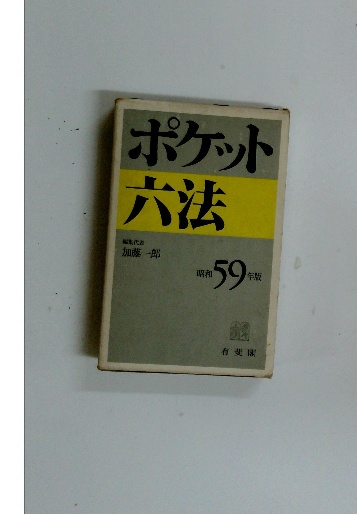 ポケット
六法
編集代表
加藤一郎
昭和59年版
有斐閣